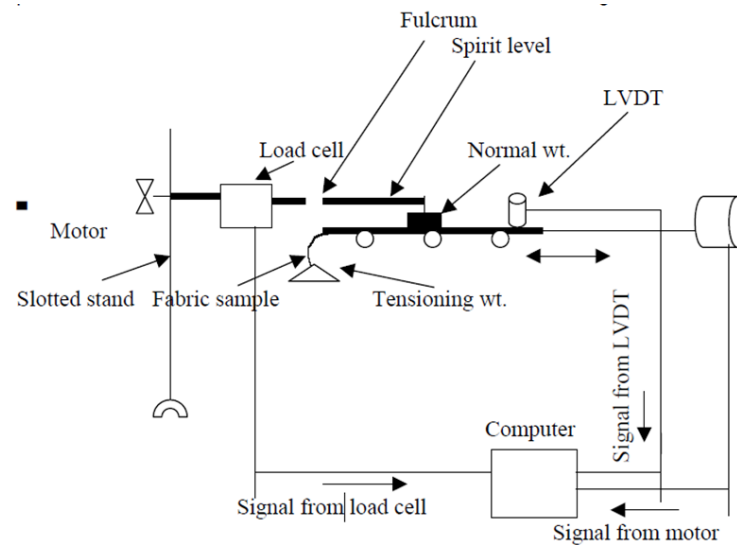 Fulcrum
Spirit level
LVDT
Load cell
Normal wt.
Motor
Slotted stand
Fabric sample
Tensioning wt.
Signal from LVDT
Computer
Signal from load cell
Signal from motor